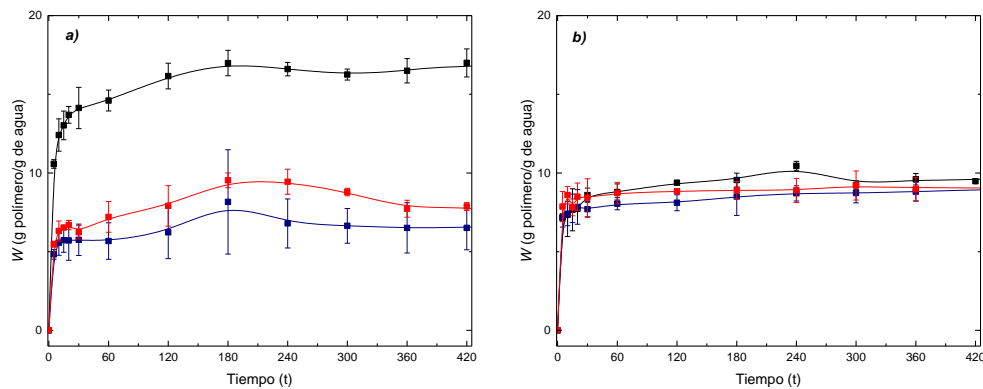 a)
W (g polímero/g de agua)
20
10
0
0 60 120 180 240 300 360 420
Tiempo (t)
b)
W (g polimero/g de agua)
20
10
0
0 60 120 180 240 300 360 420
Tiempo (t)